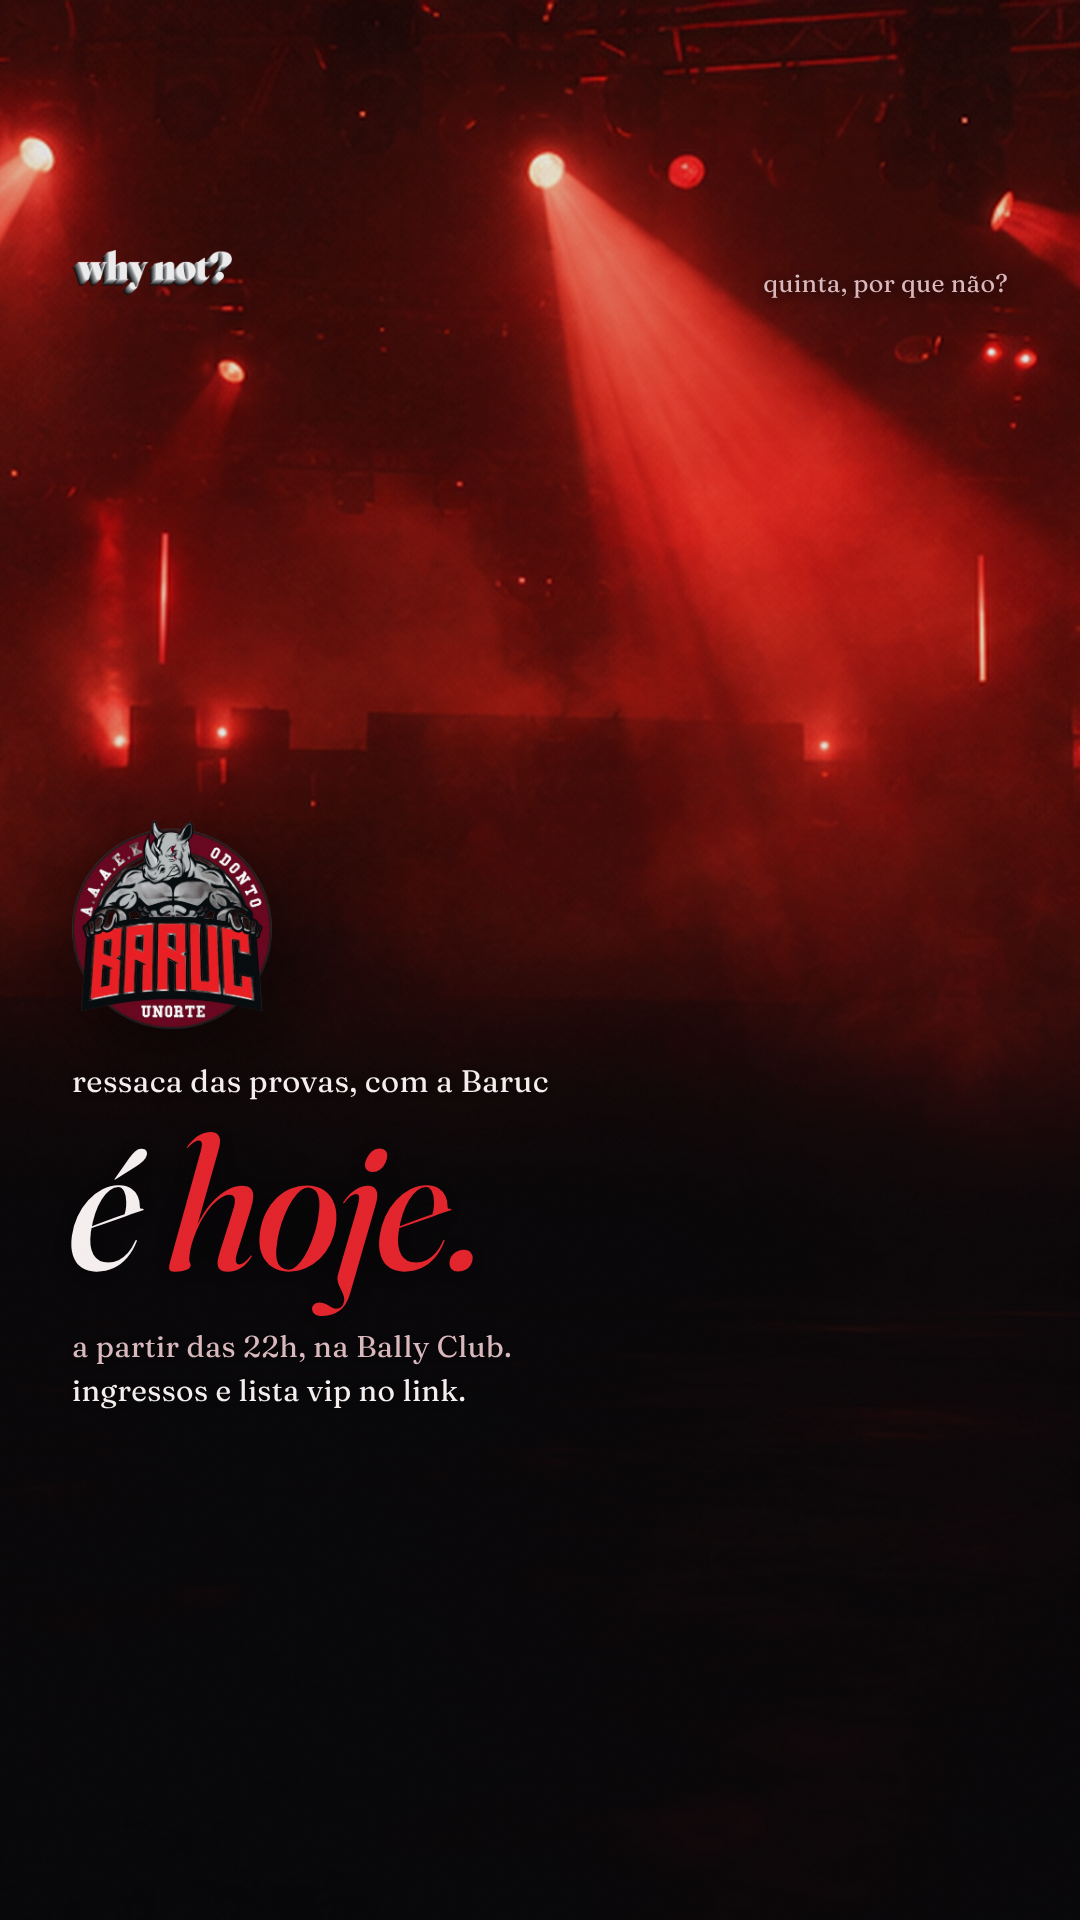 why not?
quinta, por que não?
A.A.A.E.K
ODONTO
BARUC
UNORTE
ressaca das provas, com a Baruc
é hoje.
a partir das 22h, na Bally Club.
ingressos e lista vip no link.